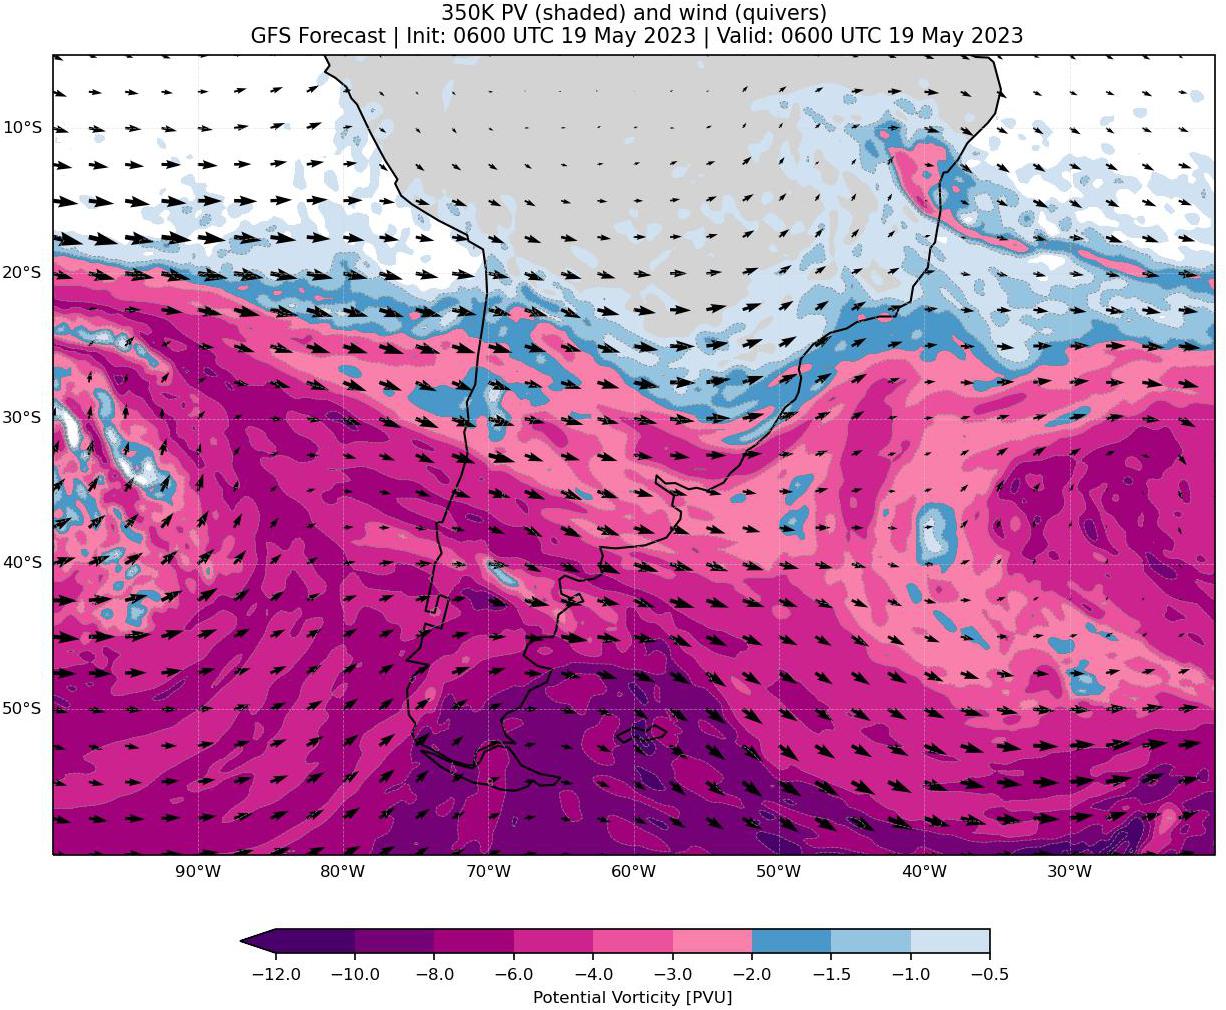 350K PV (shaded) and wind (quivers)
GFS Forecast | Init: 0600 UTC 19 May 2023 | Valid: 0600 UTC 19 May 2023
10°S
20°S
30°S
40°S
50°S
90°W 80°W 70°W 60°W 50°W 40°W 30°W
−12.0 −10.0 −8.0 −6.0 −4.0 −3.0 −2.0 −1.5 −1.0 −0.5
Potential Vorticity [PVU]